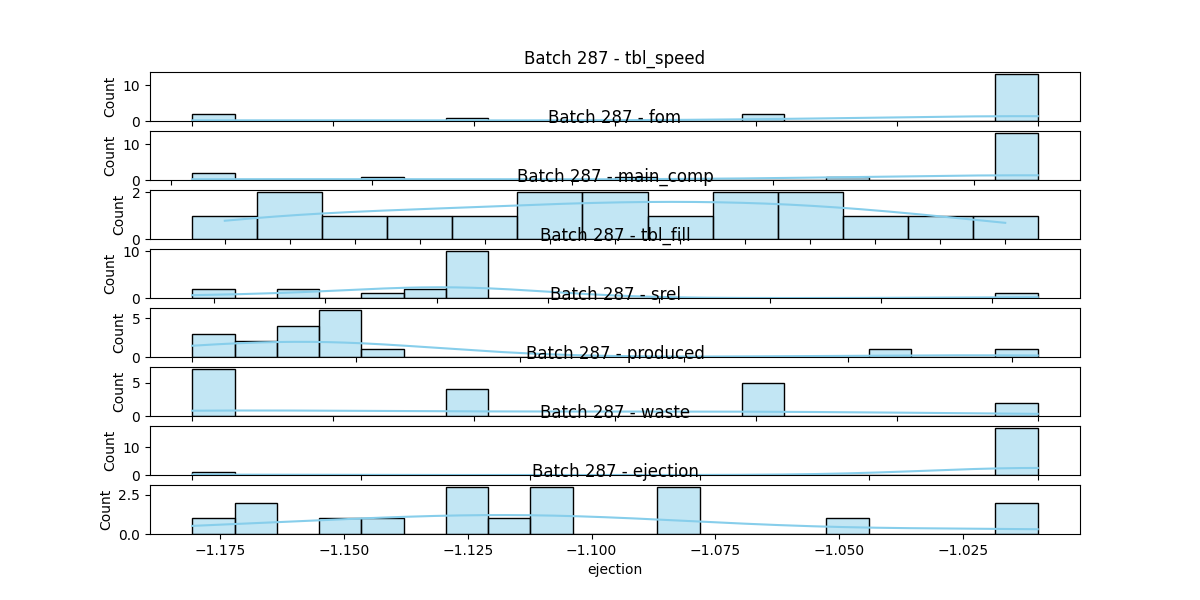 Batch 287 - tbl_speed
10
0
Count
Batch 287 - fom
10
0
Count
Batch 287 - main_comp
2
0
Count
Batch 287 - tbl_fill
10
0
Count
Batch 287 - srel
5
0
Count
Batch 287 - produced
5
0
Count
Batch 287 - waste
10
0
Count
Batch 287 - ejection
2.5
0.0
Count
−1.175 −1.150 −1.125 −1.100 −1.075 −1.050 −1.025
ejection